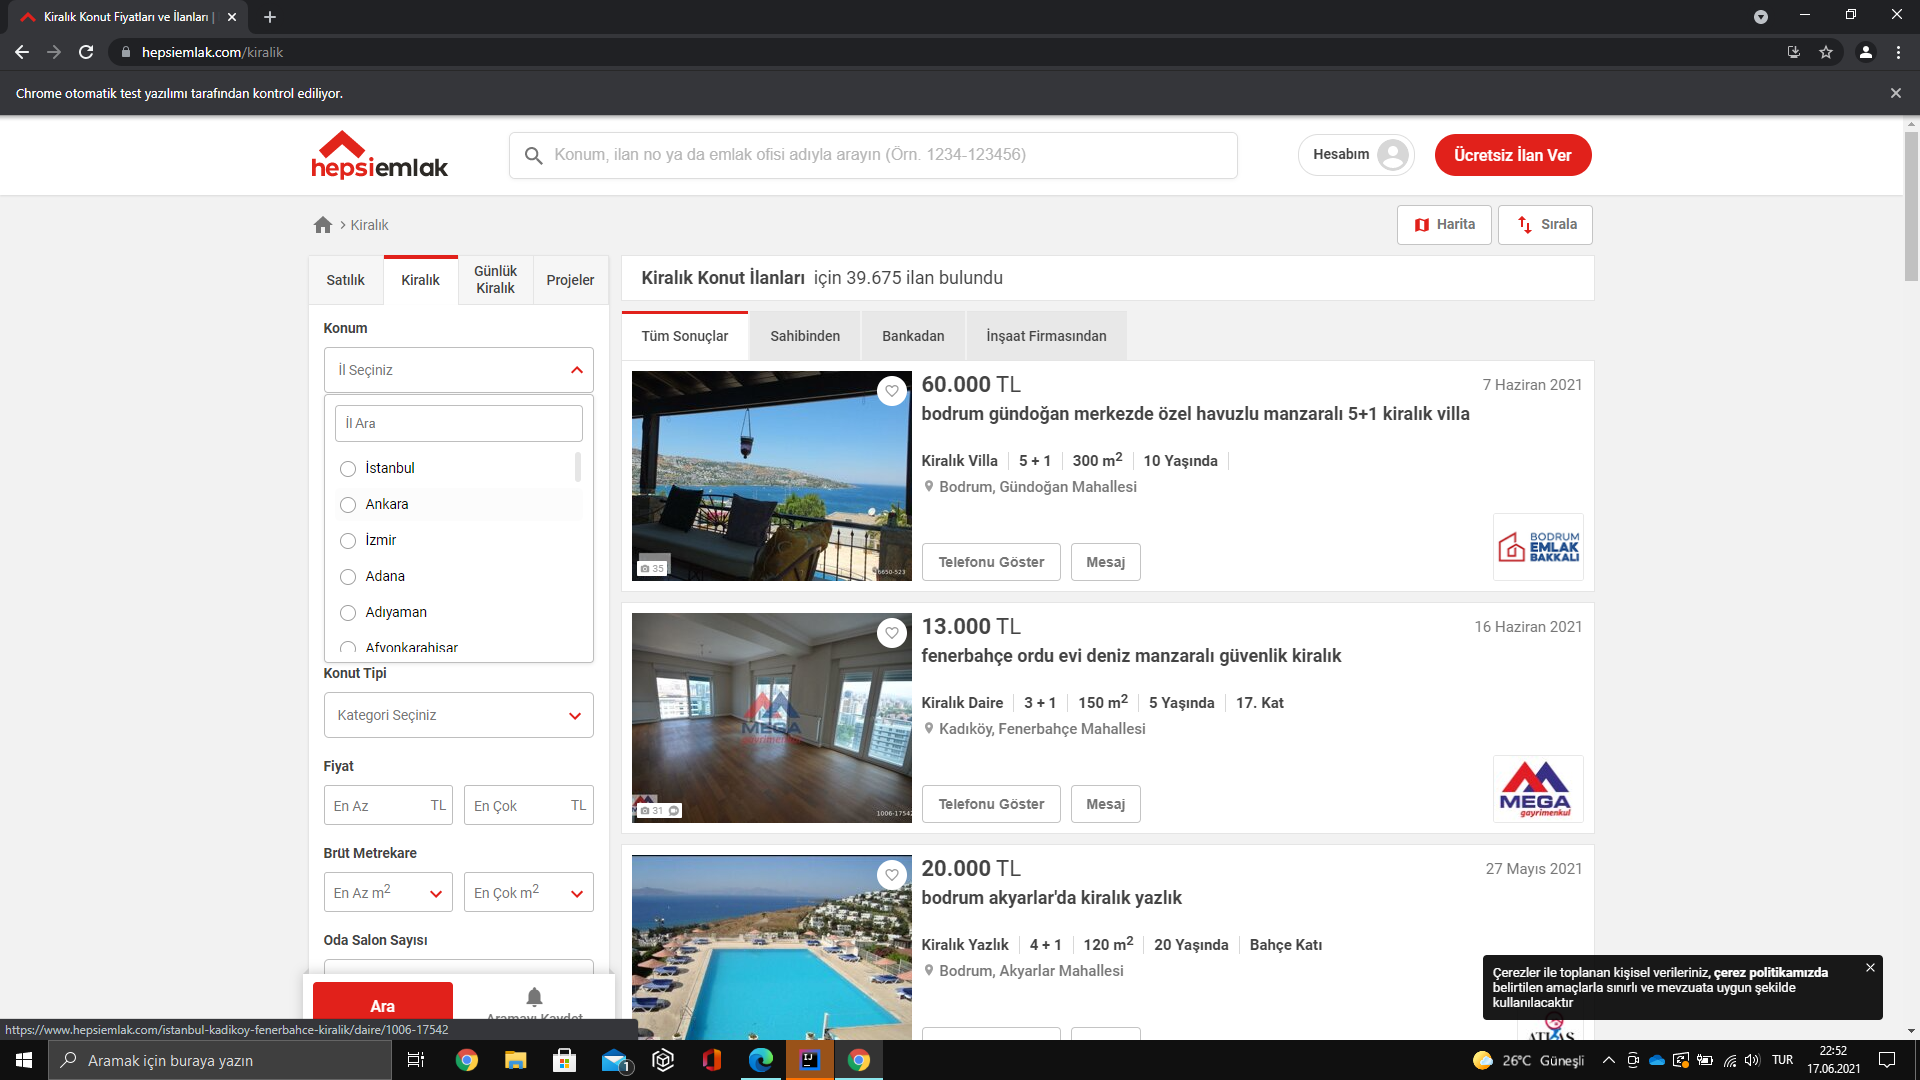 Kiralık Konut Fiyatları ve İlanları |
hepsiemlak.com/kiralik
Chrome otomatik test yazılımı tarafından kontrol ediliyor.
hepsiemlak
Konum, ilan no ya da emlak ofisi adıyla arayın (Örn. 1234-123456)
Hesabım
Ücretsiz İlan Ver
Kiralık
Harita
Sırala
Satılık
Kiralık
Günlük
Kiralık
Projeler
Kiralık Konut İlanları için 39.675 ilan bulundu
Konum
İl Seçiniz
İl Ara
İstanbul
Ankara
İzmir
Adana
Adıyaman
Afyonkarahisar
Konut Tipi
Kategori Seçiniz
Fiyat
En Az TL
En Çok TL
Brüt Metrekare
En Az m2
En Çok m2
Oda Salon Sayısı
Ara
Aramayı Kaydet
Tüm Sonuçlar
Sahibinden
Bankadan
İnşaat Firmasından
60.000 TL
7 Haziran 2021
bodrum gündoğan merkezde özel havuzlu manzaralı 5+1 kiralık villa
Kiralık Villa 5 + 1 300 m2 10 Yaşında
Bodrum, Gündoğan Mahallesi
35
Telefonu Göster
Mesaj
BODRUM
EMLAK
BAKKALI
13.000 TL
16 Haziran 2021
fenerbahçe ordu evi deniz manzaralı güvenlik kiralık
Kiralık Daire 3 + 1 150 m2 5 Yaşında 17. Kat
Kadıköy, Fenerbahçe Mahallesi
MEGA
gayrimenkul
31
1006-17542
Telefonu Göster
Mesaj
MEGA
gayrimenkul
20.000 TL
27 Mayıs 2021
bodrum akyarlar'da kiralık yazlık
Kiralık Yazlık 4 + 1 120 m2 20 Yaşında Bahçe Katı
Bodrum, Akyarlar Mahallesi
Çerezler ile toplanan kişisel verileriniz, çerez politikamızda
belirtilen amaçlarla sınırlı ve mevzuata uygun şekilde
kullanılacaktır
https://www.hepsiemlak.com/istanbul-kadikoy-fenerbahce-kiralik/daire/1006-17542
Aramak için buraya yazın
1
26°C Güneşli
TUR
22:52
17.06.2021